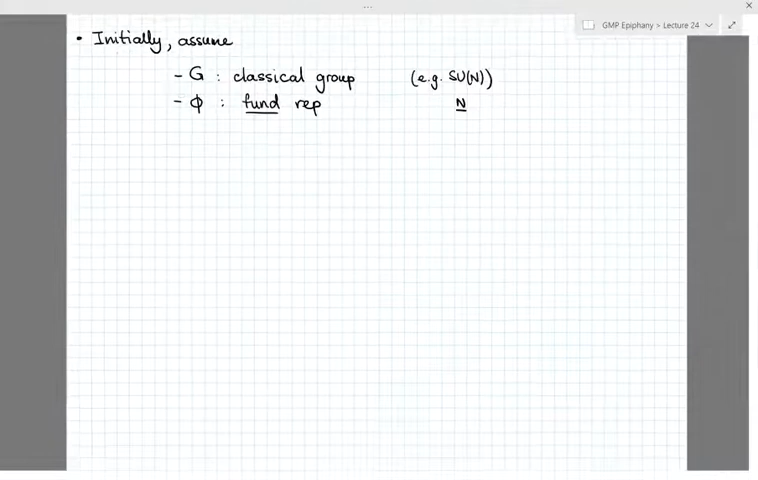 GMP Epiphany > Lecture 24
• Initially, assume
- G : classical group (e.g. SU(N))
- Φ : fund rep N